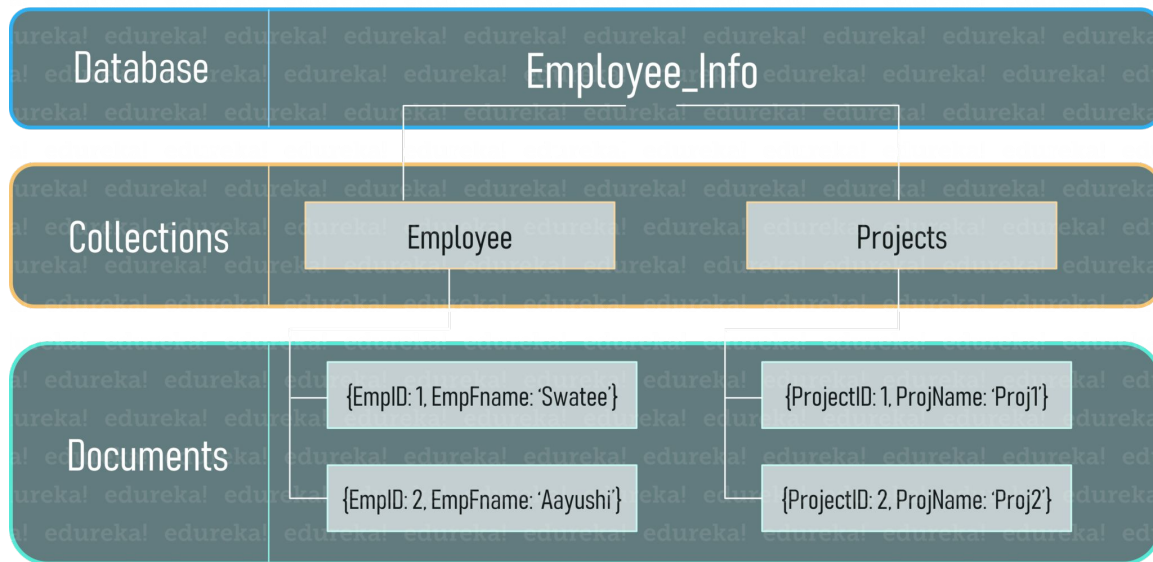 Database
Employee_Info
Collections
Employee
Projects
Documents
{EmpID: 1, EmpFname: ‘Swatee’}
{ProjectID: 1, ProjName: ‘Proj1’}
{EmpID: 2, EmpFname: ‘Aayushi’}
{ProjectID: 2, ProjName: ‘Proj2’}